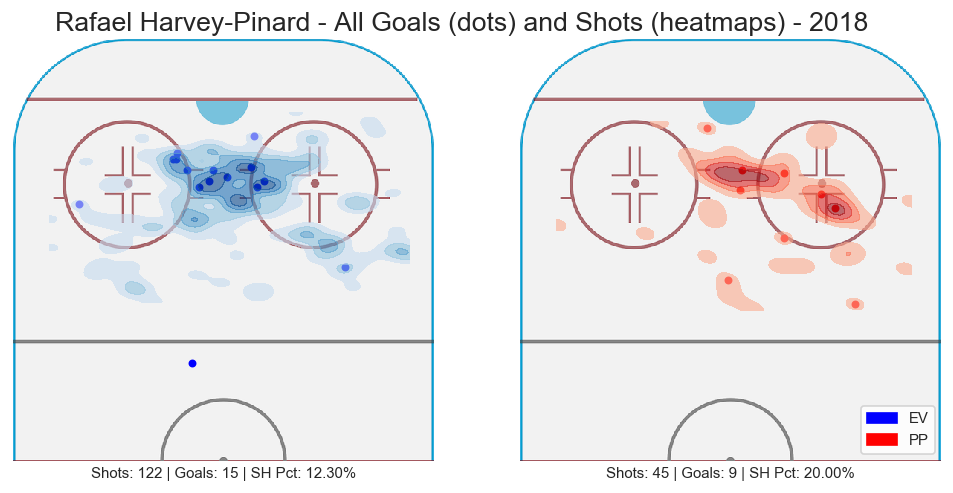 Rafael Harvey-Pinard - All Goals (dots) and Shots (heatmaps) - 2018
EV
PP
Shots: 122 | Goals: 15 | SH Pct: 12.30%
Shots: 45 | Goals: 9 | SH Pct: 20.00%